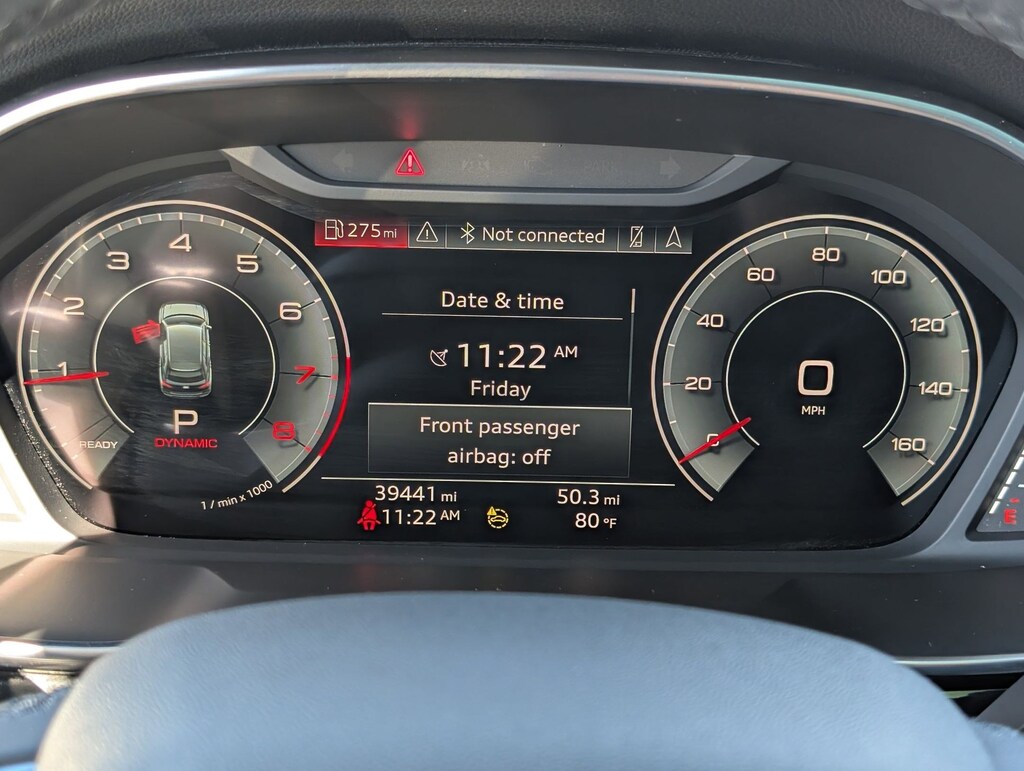 275 mi
Not connected
Date & time
11:22 AM
Friday
Front passenger
airbag: off
39441 mi
50.3 mi
11:22 AM
80 °F
1
2
3
4
5
6
7
8
READY
P
DYNAMIC
1 / min x 1000
0
20
40
60
80
100
120
140
160
0
MPH